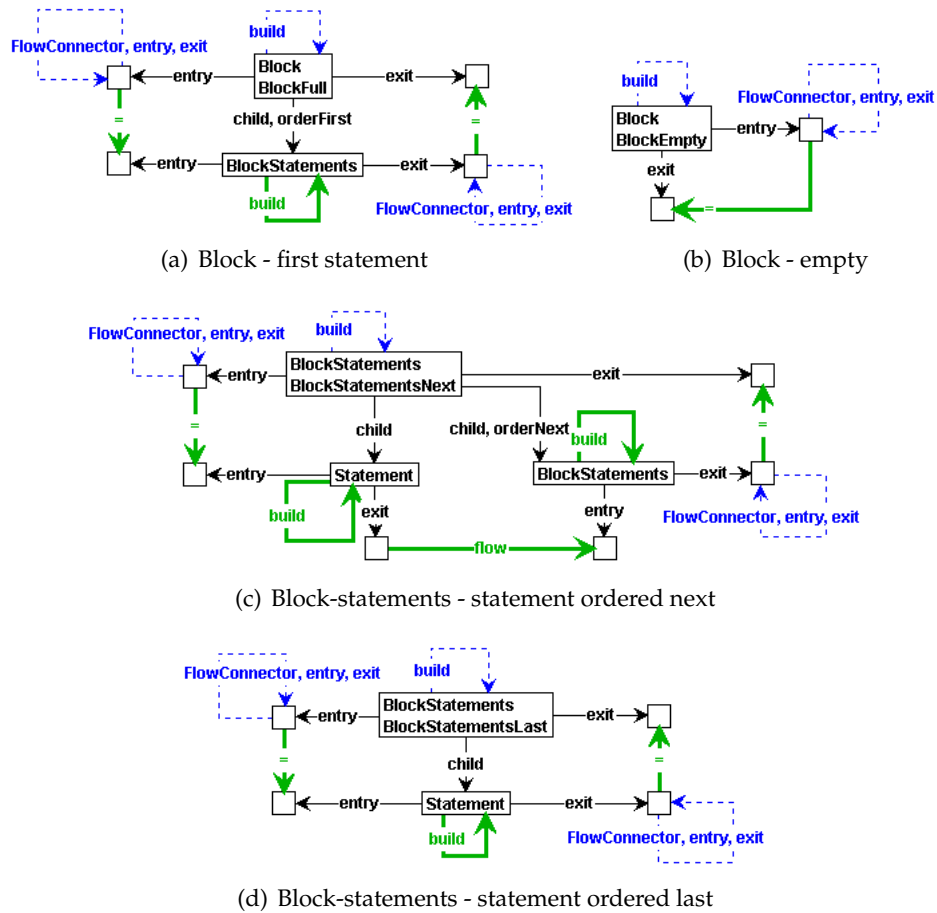 build
FlowConnector, entry, exit
Block
BlockFull
entry
exit
child, orderFirst
=
=
entry
BlockStatements
exit
build
FlowConnector, entry, exit
build
FlowConnector, entry, exit
Block
BlockEmpty
entry
exit
=
(a) Block - first statement
(b) Block - empty
FlowConnector, entry, exit
build
entry
BlockStatements
BlockStatementsNext
exit
=
child
child, orderNext
build
=
entry
Statement
BlockStatements
exit
build
exit
entry
FlowConnector, entry, exit
flow
(c) Block-statements - statement ordered next
FlowConnector, entry, exit
build
entry
BlockStatements
BlockStatementsLast
exit
=
child
=
entry
Statement
exit
build
FlowConnector, entry, exit
(d) Block-statements - statement ordered last